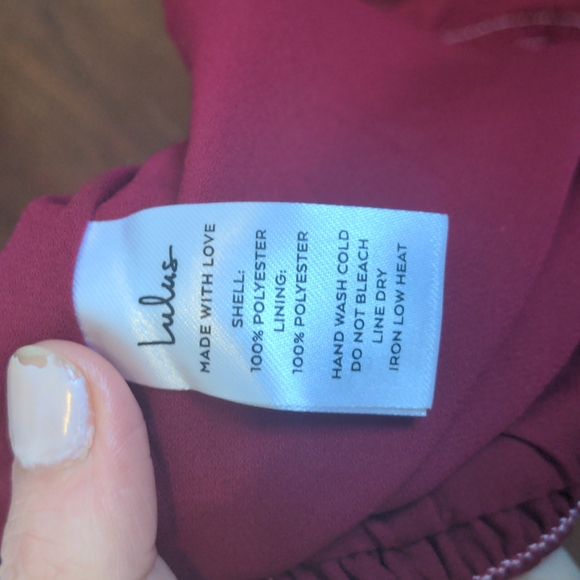 Lulus
MADE WITH LOVE
SHELL:
100% POLYESTER
LINING:
100% POLYESTER
HAND WASH COLD
DO NOT BLEACH
LINE DRY
IRON LOW HEAT